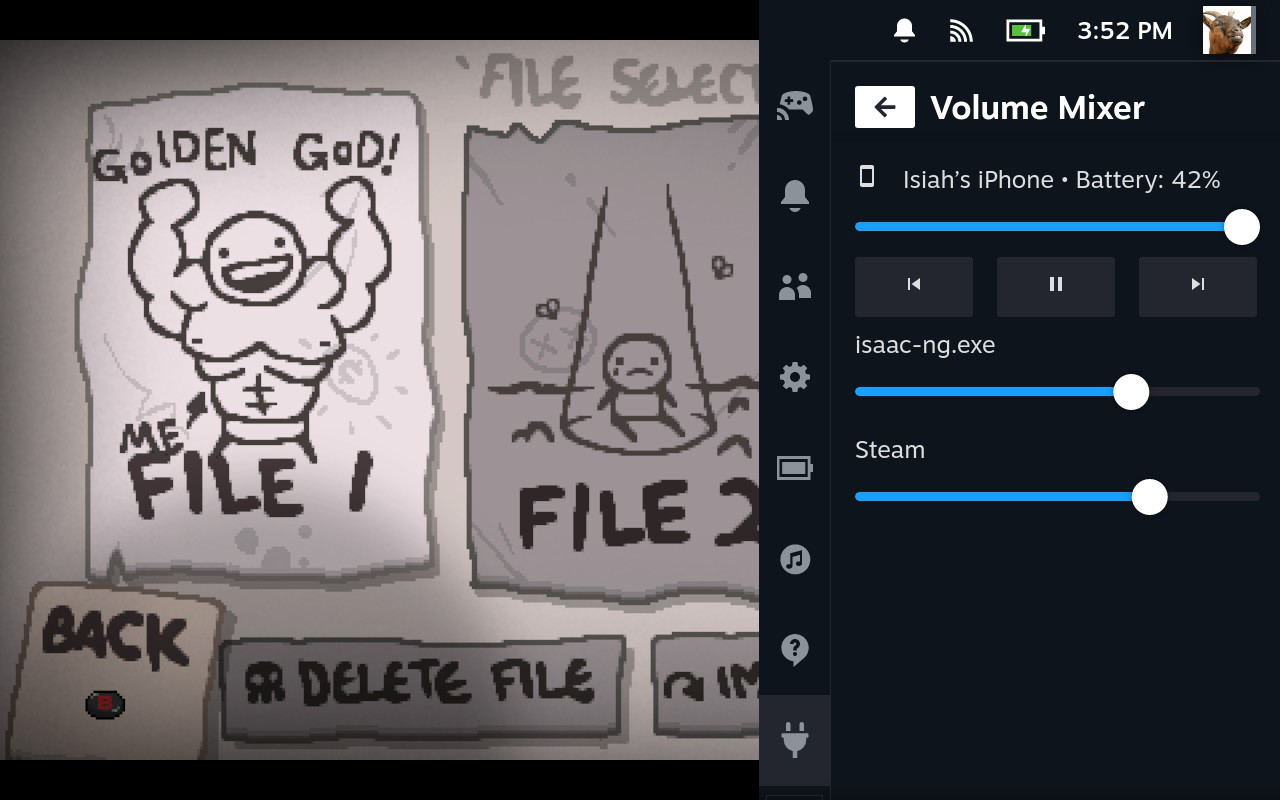 3:52 PM
FILE SELECT
GOLDEN GOD!
ME
FILE 1
FILE 2
BACK
B
DELETE FILE
IM
Volume Mixer
Isiah’s iPhone • Battery: 42%
isaac-ng.exe
Steam